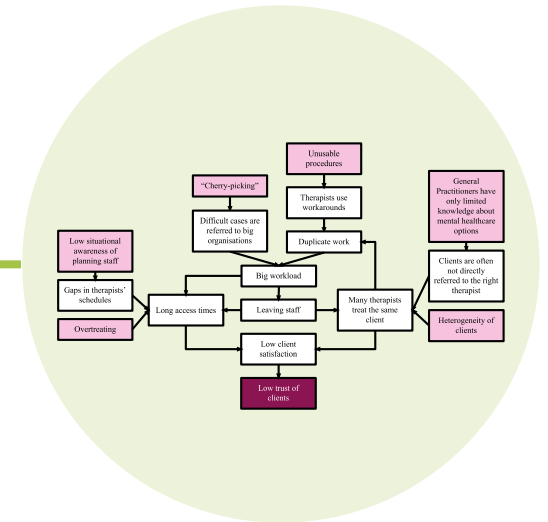 Unusable
procedures
"Cherry-picking"
General
Practitioners have
only limited
knowledge about
mental healthcare
options
Therapists use
workarounds
Difficult cases are
referred to big
organisations
Low situational
awareness of
planning staff
Duplicate work
Clients are often
not directly
referred to the right
therapist
Big workload
Gaps in therapists'
schedules
Long access times
Leaving staff
Many therapists
treat the same
client
Overtreating
Heterogeneity of
clients
Low client
satisfaction
Low trust of
clients